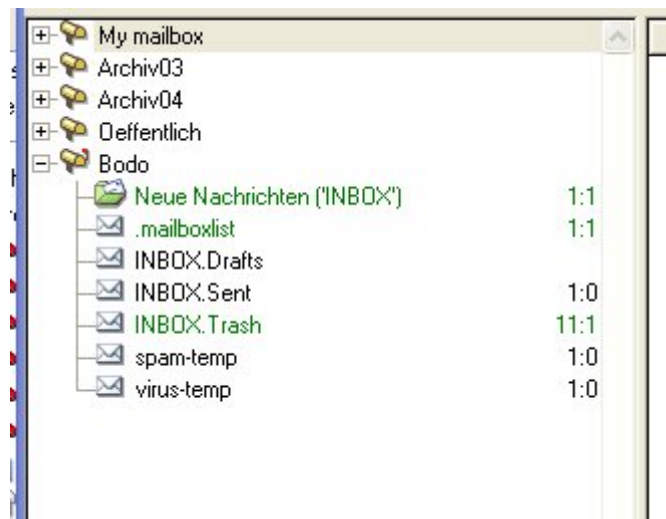 My mailbox
Archiv03
Archiv04
Oeffentlich
Bodo
Neue Nachrichten ('INBOX') 1:1
.mailboxlist 1:1
INBOX.Drafts
INBOX.Sent 1:0
INBOX.Trash 11:1
spam-temp 1:0
virus-temp 1:0